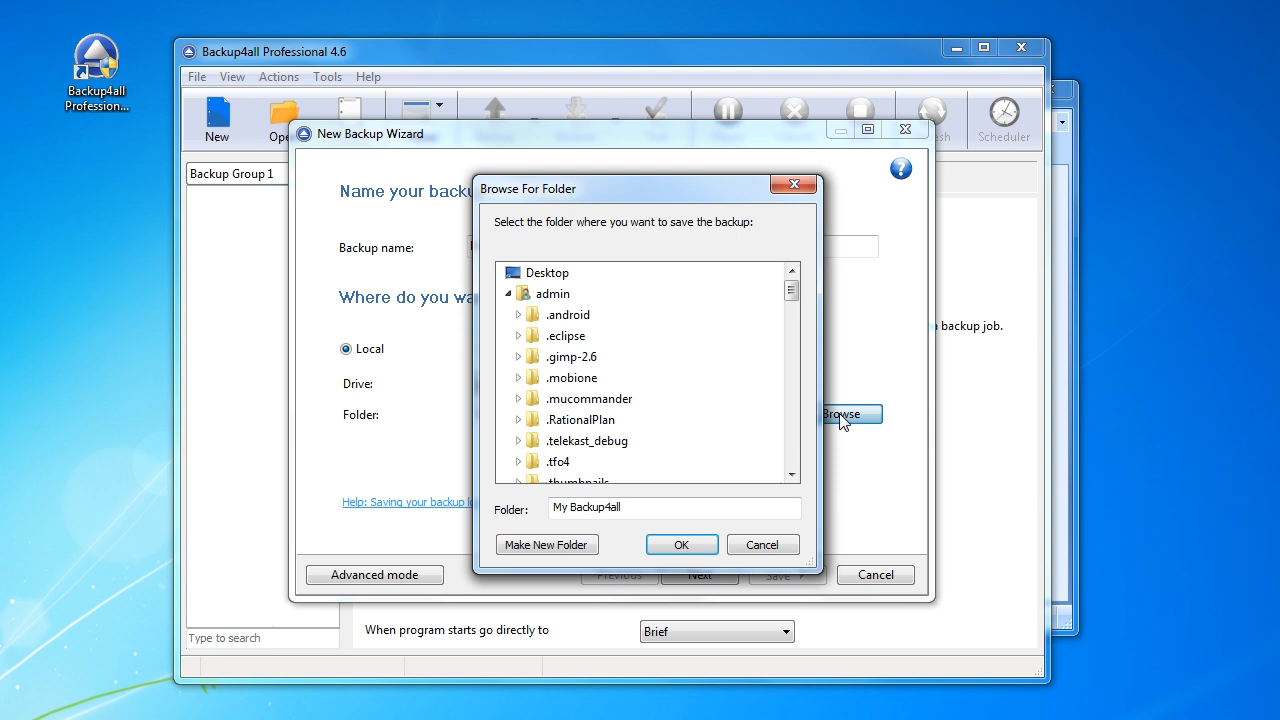 Backup4all
Profession...
Backup4all Professional 4.6
File View Actions Tools Help
New
Scheduler
New Backup Wizard
Backup Group 1
Name your
Backup name:
Where do you
Local
Drive:
Folder:
Browse
a backup job.
Help: Saving your backup
Advanced mode
Previous
Next
Save
Cancel
Browse For Folder
Select the folder where you want to save the backup:
Desktop
admin
.android
.eclipse
.gimp-2.6
.mobione
.mucommander
.RationalPlan
.telekast_debug
.tfo4
.thumbnails
Folder:
My Backup4all
Make New Folder
OK
Cancel
Type to search
When program starts go directly to
Brief